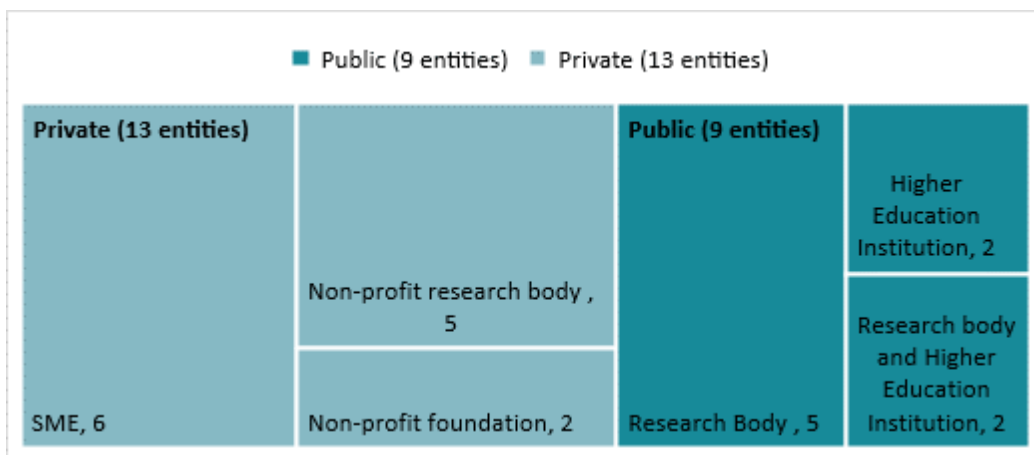 Public (9 entities) Private (13 entities)
Private (13 entities)
SME, 6
Non-profit research body ,
5
Non-profit foundation, 2
Public (9 entities)
Research Body , 5
Higher
Education
Institution, 2
Research body
and Higher
Education
Institution, 2